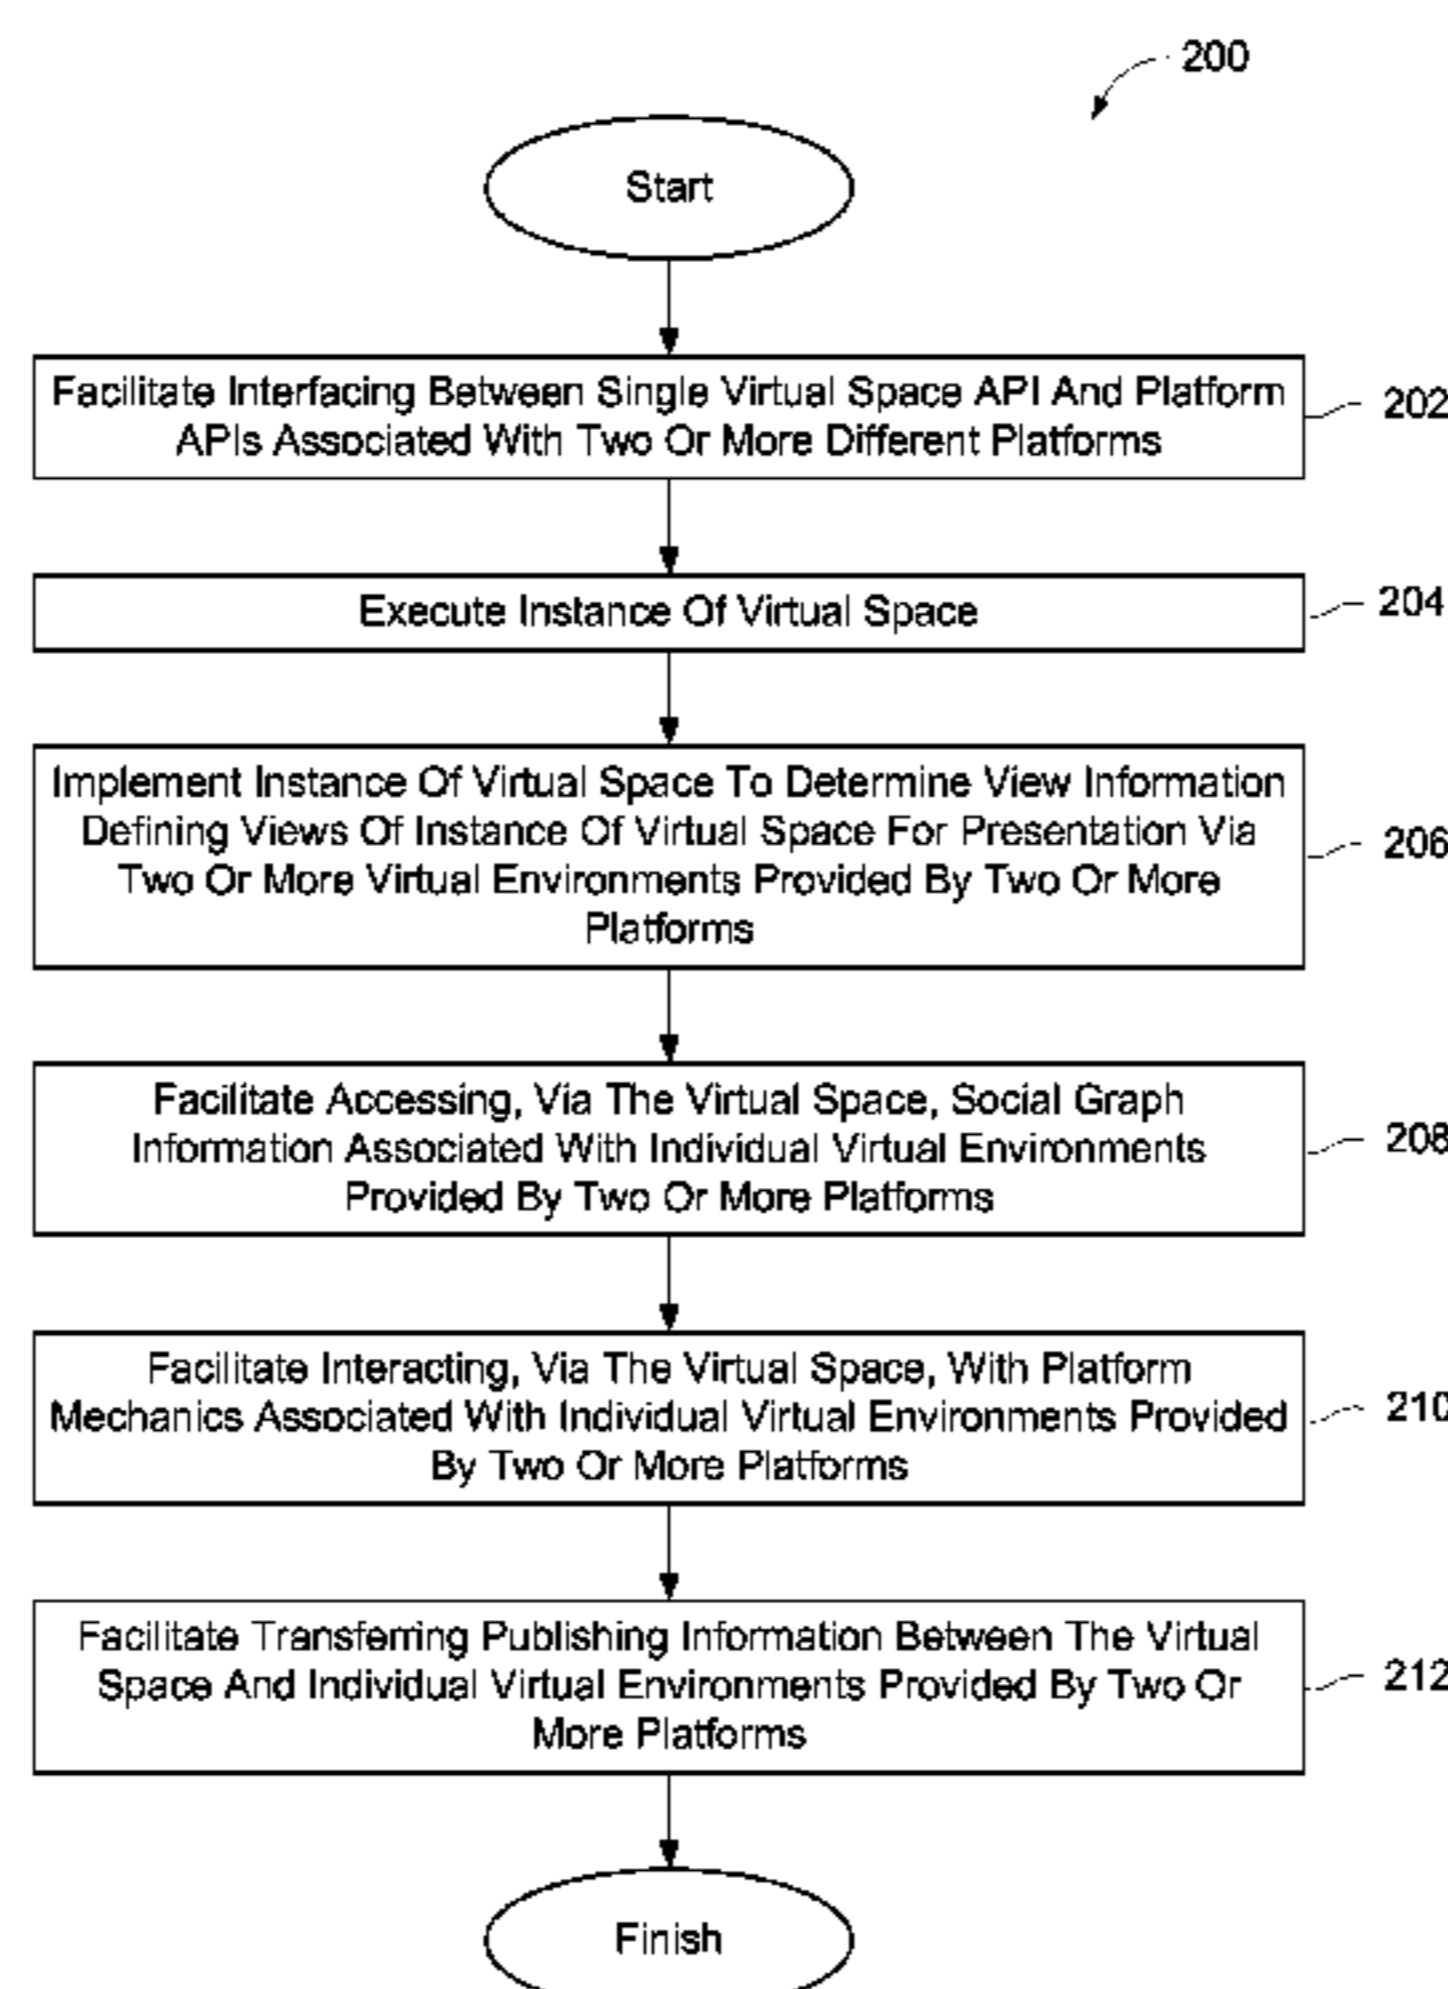 200
Start
Facilitate Interfacing Between Single Virtual Space API And Platform
APIs Associated With Two Or More Different Platforms
202
Execute Instance Of Virtual Space
204
Implement Instance Of Virtual Space To Determine View Information
Defining Views Of Instance Of Virtual Space For Presentation Via
Two Or More Virtual Environments Provided By Two Or More
Platforms
206
Facilitate Accessing, Via The Virtual Space, Social Graph
Information Associated With Individual Virtual Environments
Provided By Two Or More Platforms
208
Facilitate Interacting, Via The Virtual Space, With Platform
Mechanics Associated With Individual Virtual Environments Provided
By Two Or More Platforms
210
Facilitate Transferring Publishing Information Between The Virtual
Space And Individual Virtual Environments Provided By Two Or
More Platforms
212
Finish